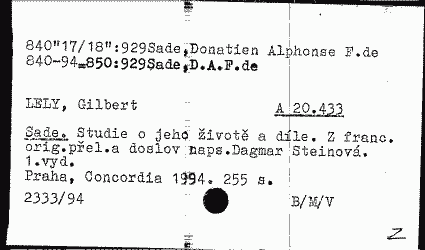 840"17/18":929Sade,Donatien Alphonse F.de
840-94=850:929Sade,D.A.F.de
LELY, Gilbert
A 20.433
Sade. Studie o jeho životě a díle. Z franc.
orig.přel.a doslov naps.Dagmar Steinová.
1.vyd.
Praha, Concordia 1994. 255 s.
2333/94
B/M/V
Z